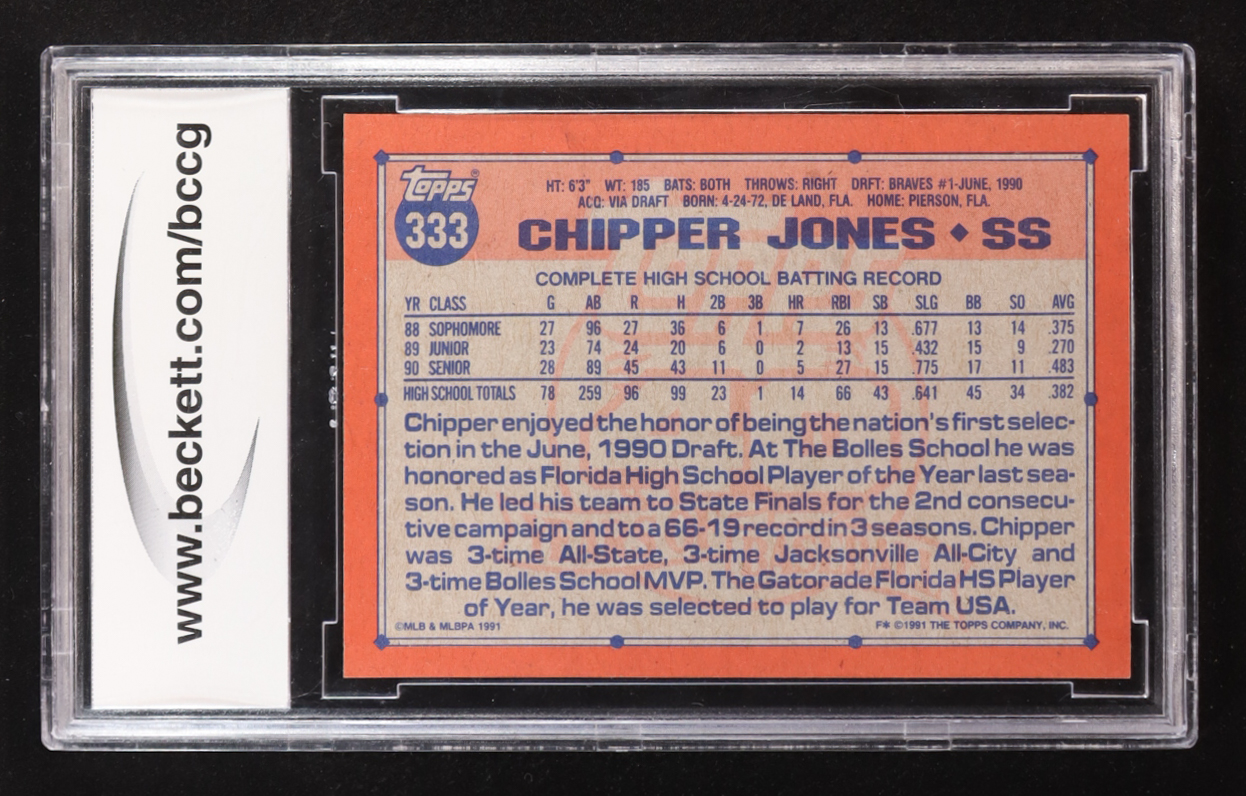 www.beckett.com/bccg
Topps®
333
HT: 6'3" WT: 185 BATS: BOTH THROWS: RIGHT DRFT: BRAVES #1-JUNE, 1990
ACQ: VIA DRAFT BORN: 4-24-72, DE LAND, FLA. HOME: PIERSON, FLA.
CHIPPER JONES ♦ SS
COMPLETE HIGH SCHOOL BATTING RECORD
YR CLASS G AB R H 2B 3B HR RBI SB SLG BB SO AVG
88 SOPHOMORE 27 96 27 36 6 1 7 26 13 .677 13 14 .375
89 JUNIOR 23 74 24 20 6 0 2 13 15 .432 15 9 .270
90 SENIOR 28 89 45 43 11 0 5 27 15 .775 17 11 .483
HIGH SCHOOL TOTALS 78 259 96 99 23 1 14 66 43 .641 45 34 .382
Chipper enjoyed the honor of being the nation's first selec-
tion in the June, 1990 Draft. At The Bolles School he was
honored as Florida High School Player of the Year last sea-
son. He led his team to State Finals for the 2nd consecu-
tive campaign and to a 66-19 record in 3 seasons. Chipper
was 3-time All-State, 3-time Jacksonville All-City and
3-time Bolles School MVP. The Gatorade Florida HS Player
of Year, he was selected to play for Team USA.
©MLB & MLBPA 1991
F* ©1991 THE TOPPS COMPANY, INC.